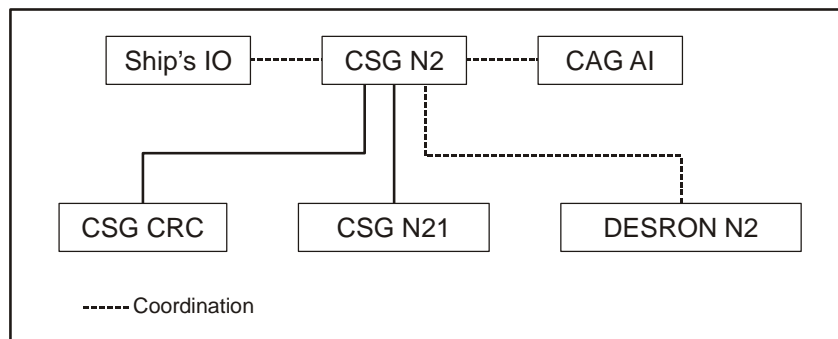 Ship's IO
CSG N2
CAG AI
CSG CRC
CSG N21
DESRON N2
Coordination